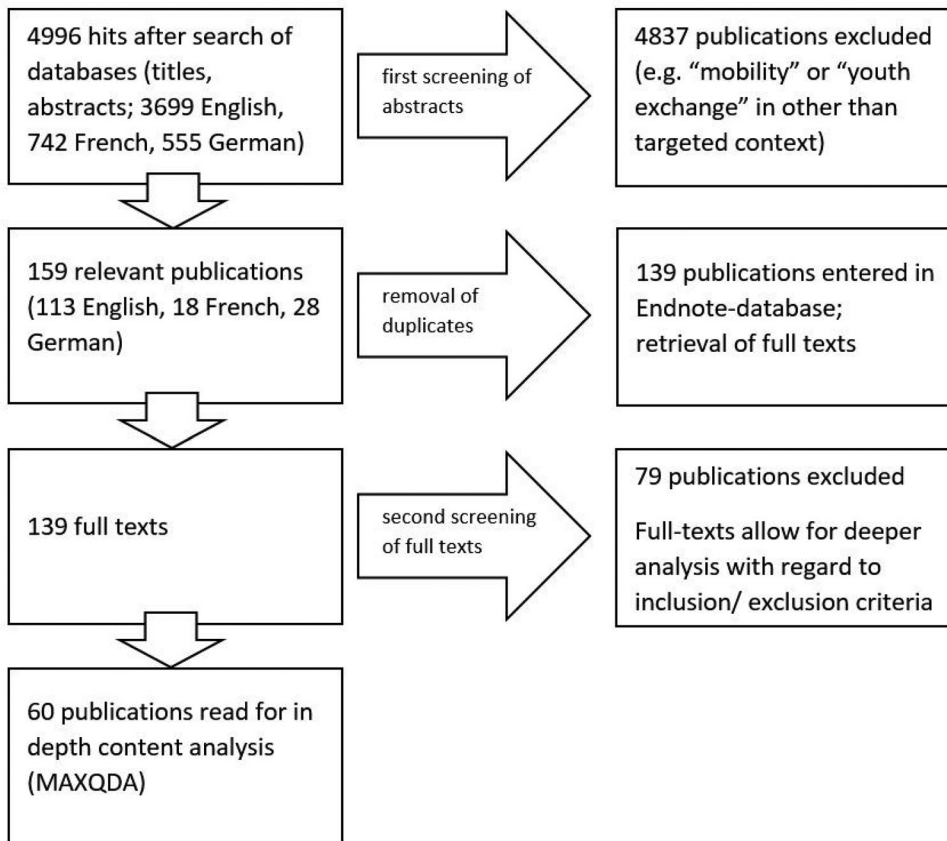 4996 hits after search of
databases (titles,
abstracts; 3699 English,
742 French, 555 German)
first screening of
abstracts
4837 publications excluded
(e.g. “mobility” or “youth
exchange” in other than
targeted context)
159 relevant publications
(113 English, 18 French, 28
German)
removal of
duplicates
139 publications entered in
Endnote-database;
retrieval of full texts
139 full texts
second screening
of full texts
79 publications excluded
Full-texts allow for deeper
analysis with regard to
inclusion/ exclusion criteria
60 publications read for in
depth content analysis
(MAXQDA)